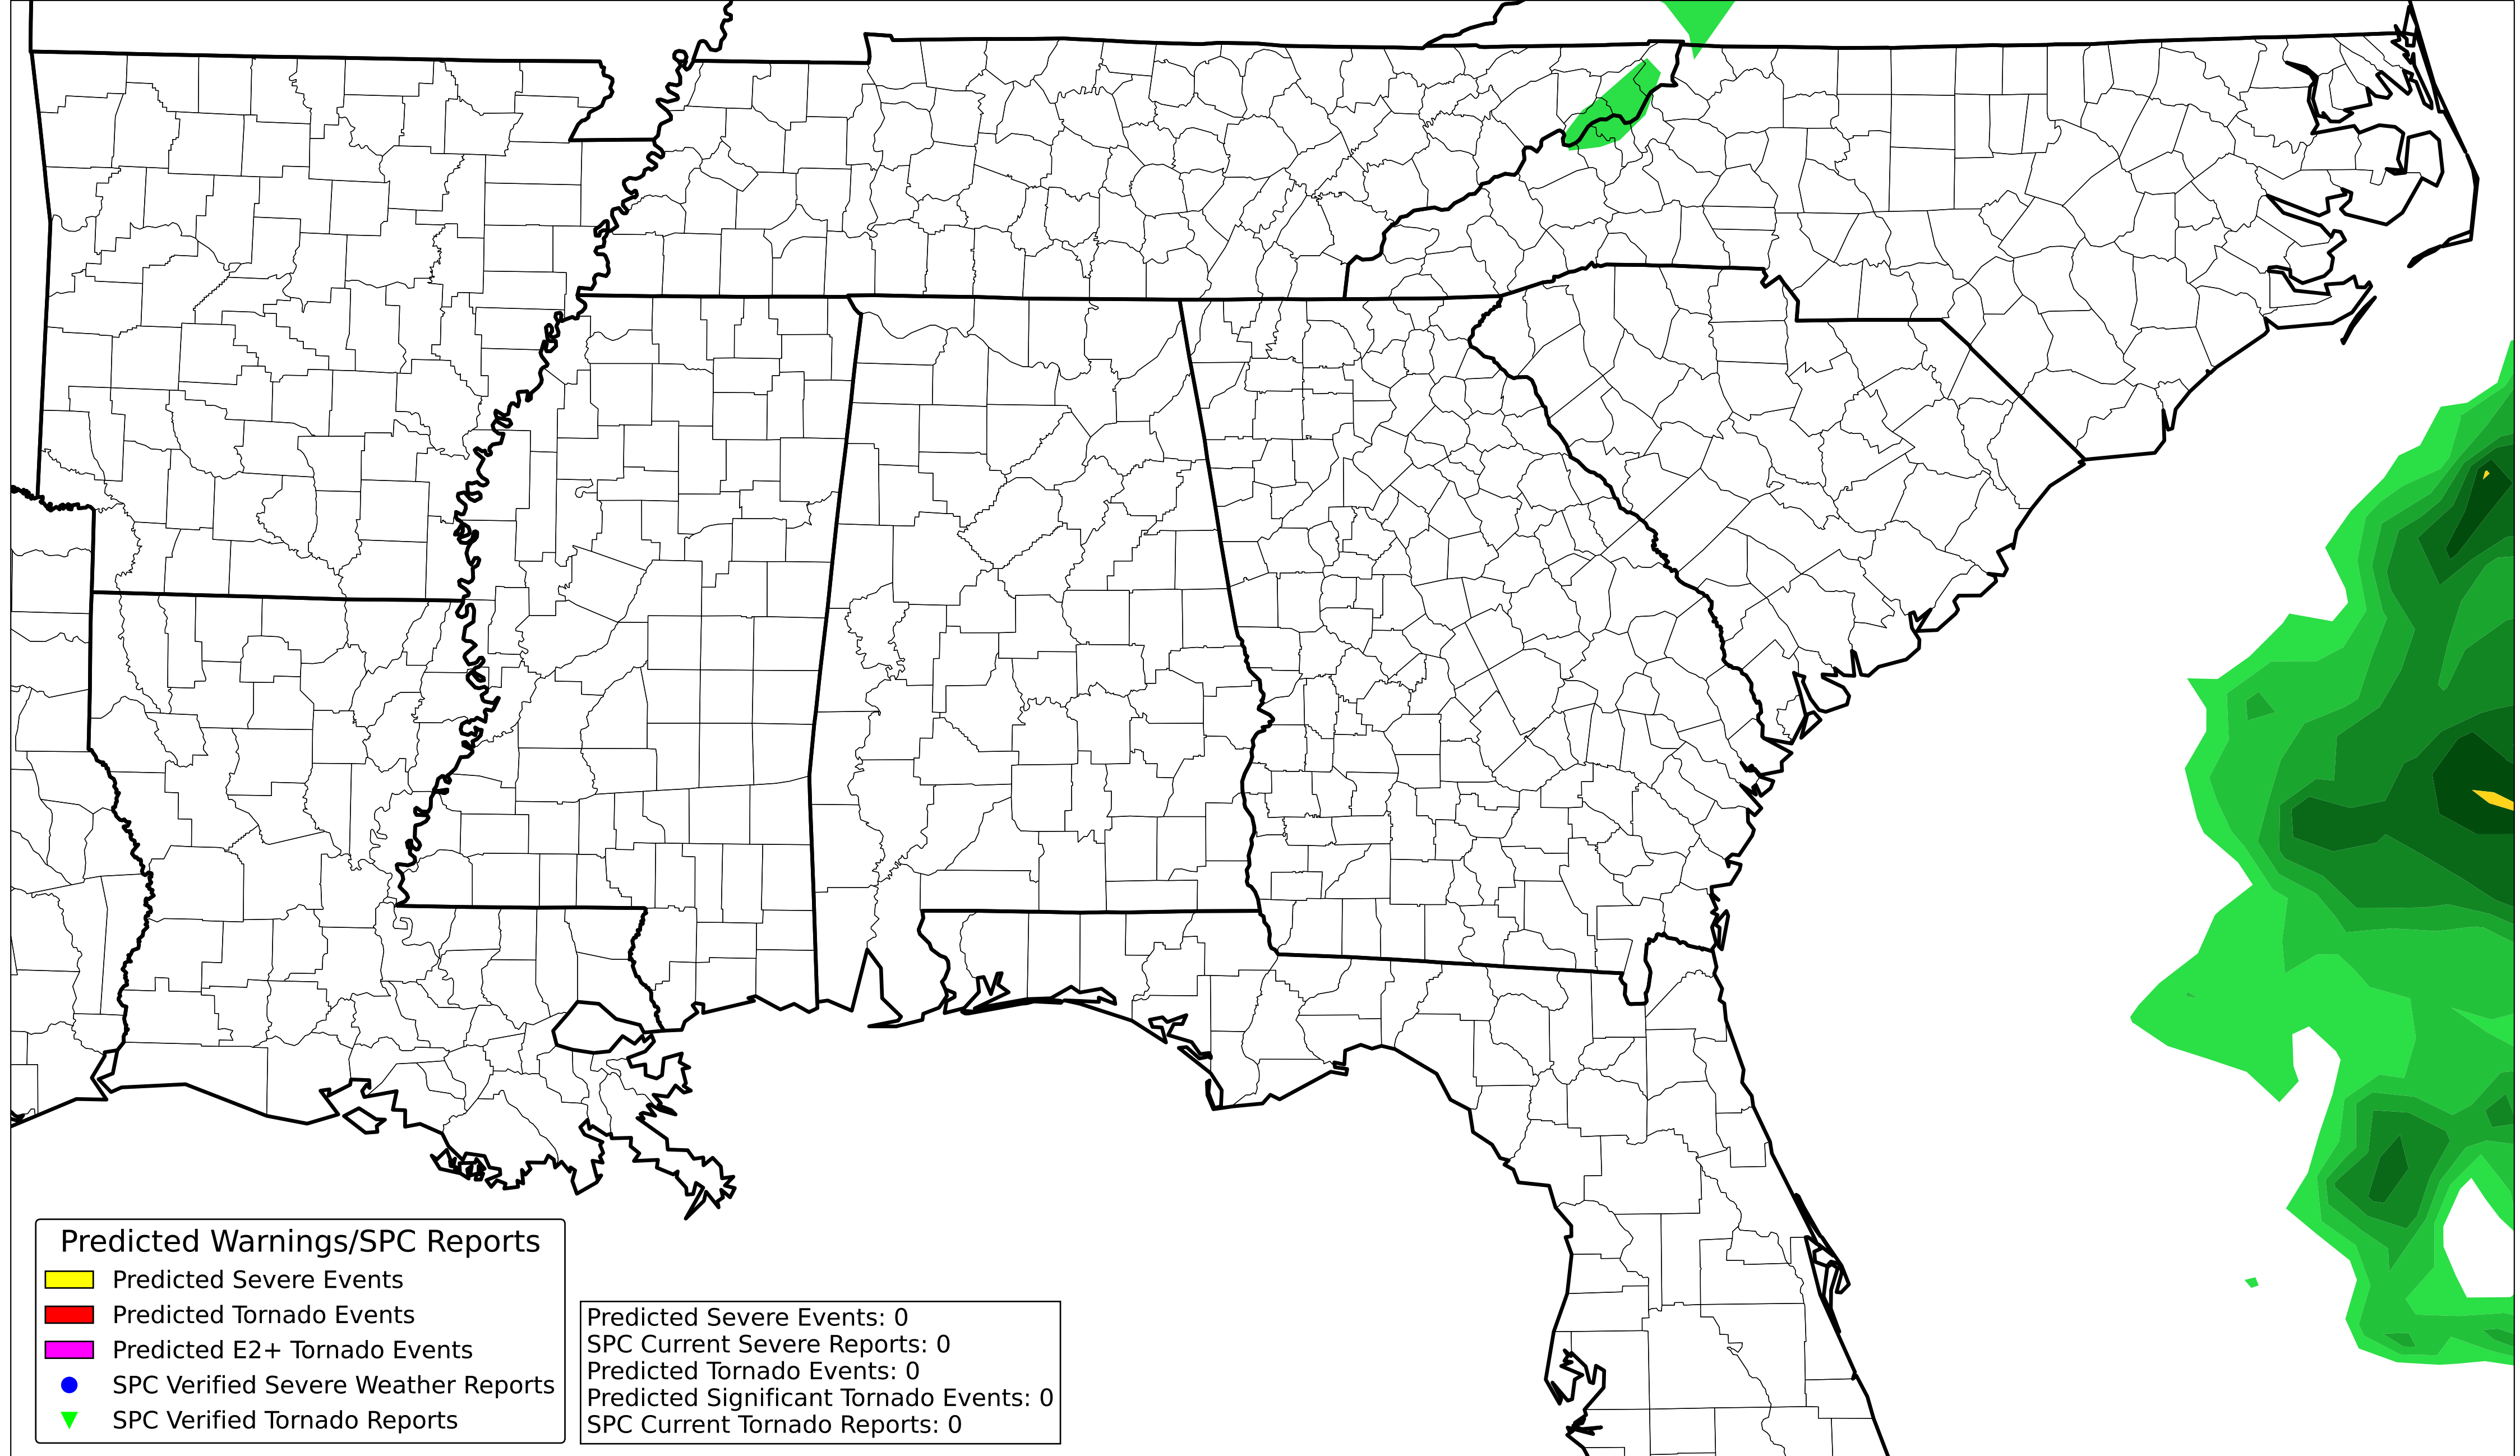 Predicted Warnings/SPC Reports
Predicted Severe Events
Predicted Tornado Events
Predicted E2+ Tornado Events
SPC Verified Severe Weather Reports
SPC Verified Tornado Reports
Predicted Severe Events: 0
SPC Current Severe Reports: 0
Predicted Tornado Events: 0
Predicted Significant Tornado Events: 0
SPC Current Tornado Reports: 0